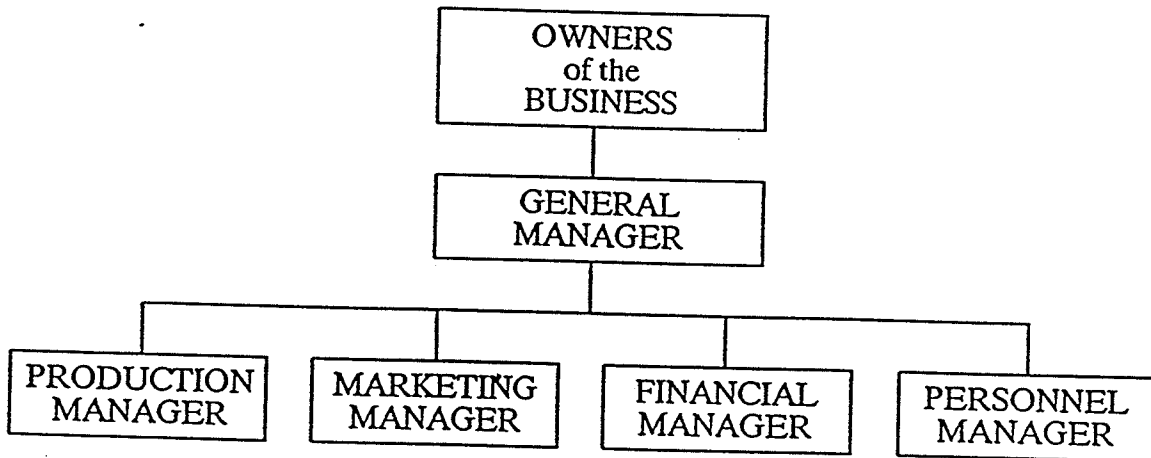 OWNERS
of the
BUSINESS
GENERAL
MANAGER
PRODUCTION
MANAGER
MARKETING
MANAGER
FINANCIAL
MANAGER
PERSONNEL
MANAGER